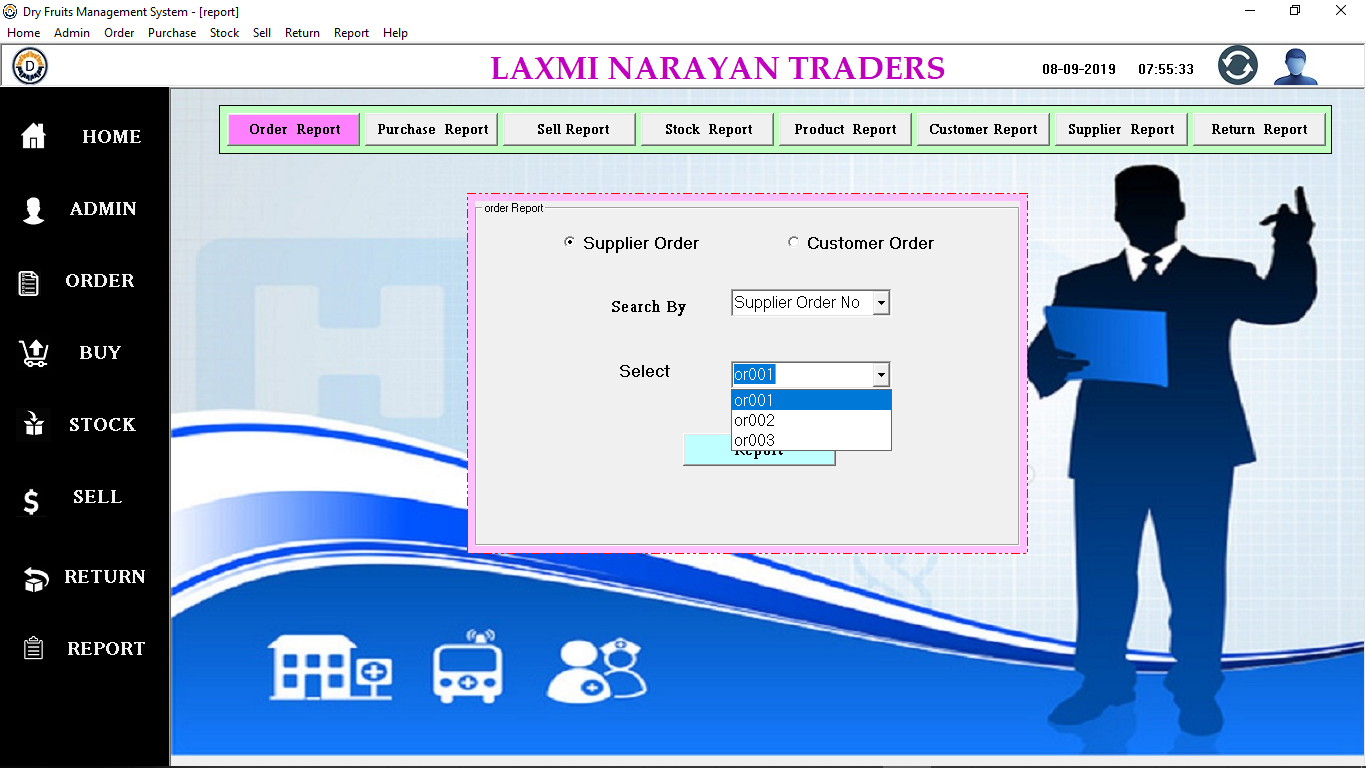 Dry Fruits Management System - [report]
Home Admin Order Purchase Stock Sell Return Report Help
D
LAXMI NARAYAN TRADERS
08-09-2019 07:55:33
HOME
ADMIN
ORDER
BUY
STOCK
SELL
RETURN
REPORT
Order Report Purchase Report Sell Report Stock Report Product Report Customer Report Supplier Report Return Report
order Report
Supplier Order Customer Order
Search By Supplier Order No
Select or001
or001
or002
or003
Report